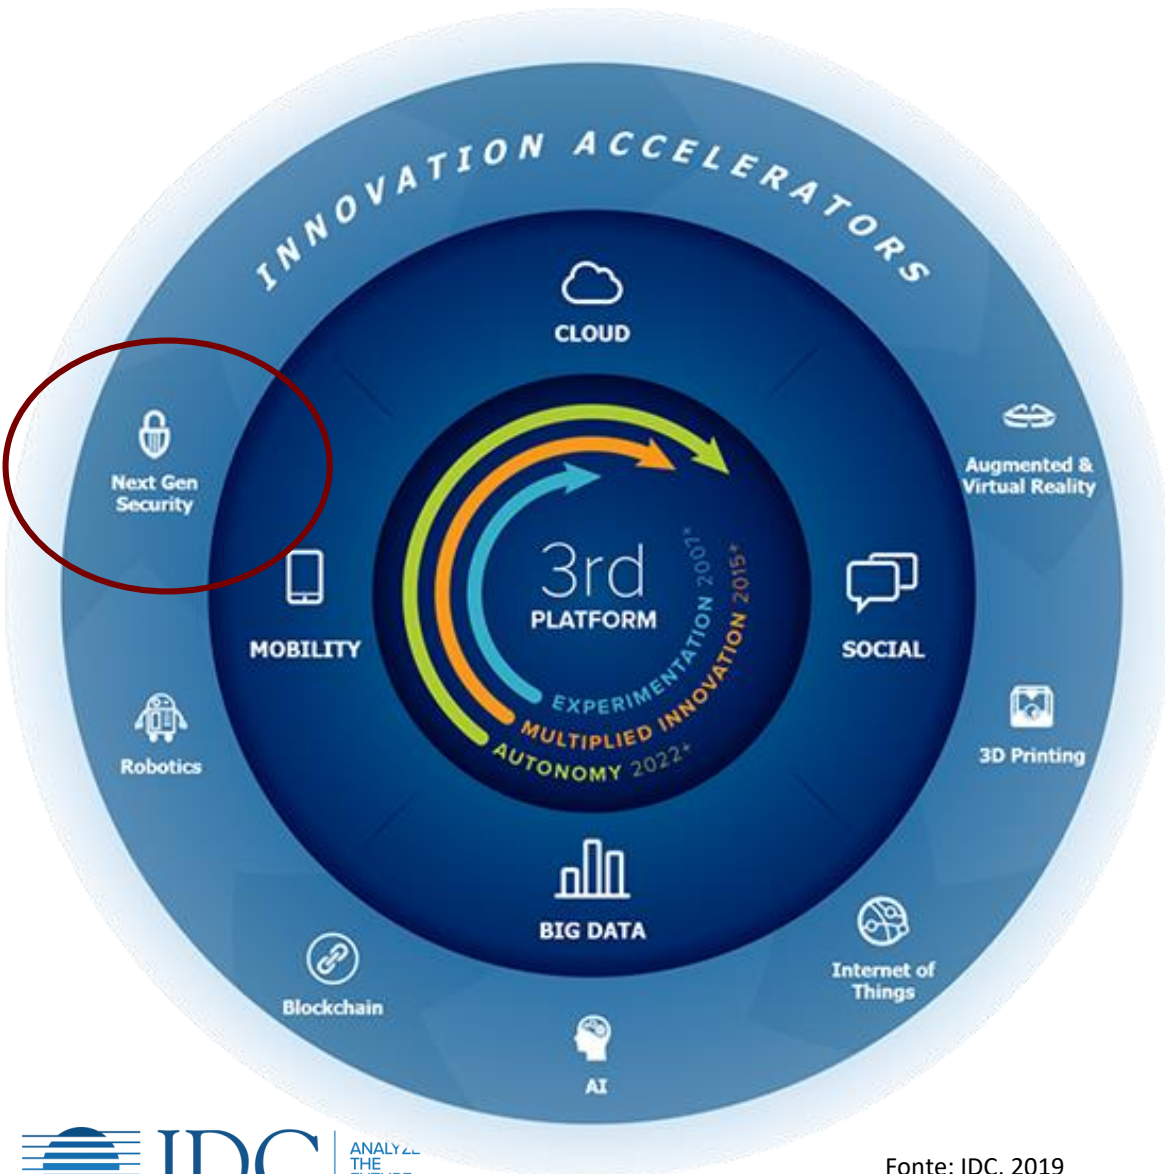 INNOVATION ACCELERATORS
CLOUD
Next Gen
Security
Augmented &
Virtual Reality
3rd
PLATFORM
EXPERIMENTATION 2007+
MULTIPLIED INNOVATION 2015+
AUTONOMY 2022+
MOBILITY
SOCIAL
Robotics
3D Printing
BIG DATA
Internet of
Things
Blockchain
AI
IDC
ANALYZE
THE
Fonte: IDC, 2019